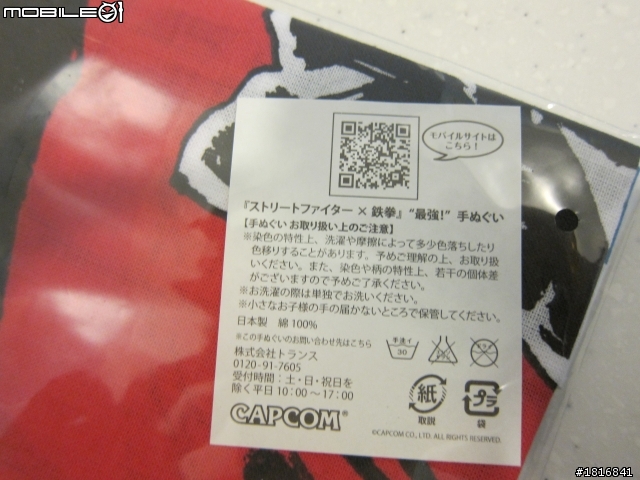 MOBILE01
モバイルサイトは
こちら！
『ストリートファイター × 鉄拳』“最強!” 手ぬぐい
【手ぬぐい お取り扱い上のご注意】
※染色の特性上、洗濯や摩擦によって多少色落ちしたり
色移りすることがあります。予めご理解の上、お取り扱
いください。また、染色や柄の特性上、若干の個体差
がございますので予めご了承ください。
※お洗濯の際は単独でお洗いください。
※小さなお子様の手の届かないところで保管してください。
日本製 綿 100%
※この手ぬぐいのお問い合わせ先はこちら
株式会社トランス
0120-91-7605
受付時間：土・日・祝日を
除く平日 10：00～17：00
手洗イ
30
紙
取説
プラ
袋
CAPCOM®
©CAPCOM CO., LTD. ALL RIGHTS RESERVED.
#1816841